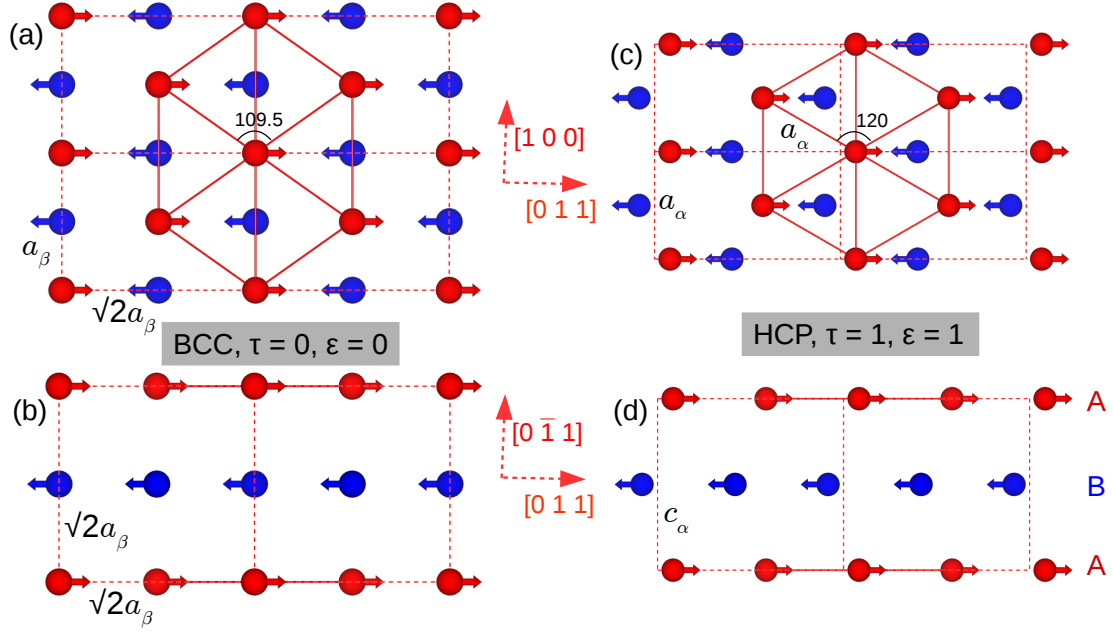 (a)
109.5
a_β
√2a_β
[1 0 0]
[0 1 1]
(c)
120
a_α
a_α
BCC, τ = 0, ε = 0
HCP, τ = 1, ε = 1
(b)
√2a_β
√2a_β
[0 1̅ 1]
[0 1 1]
(d)
c_α
A
B
A